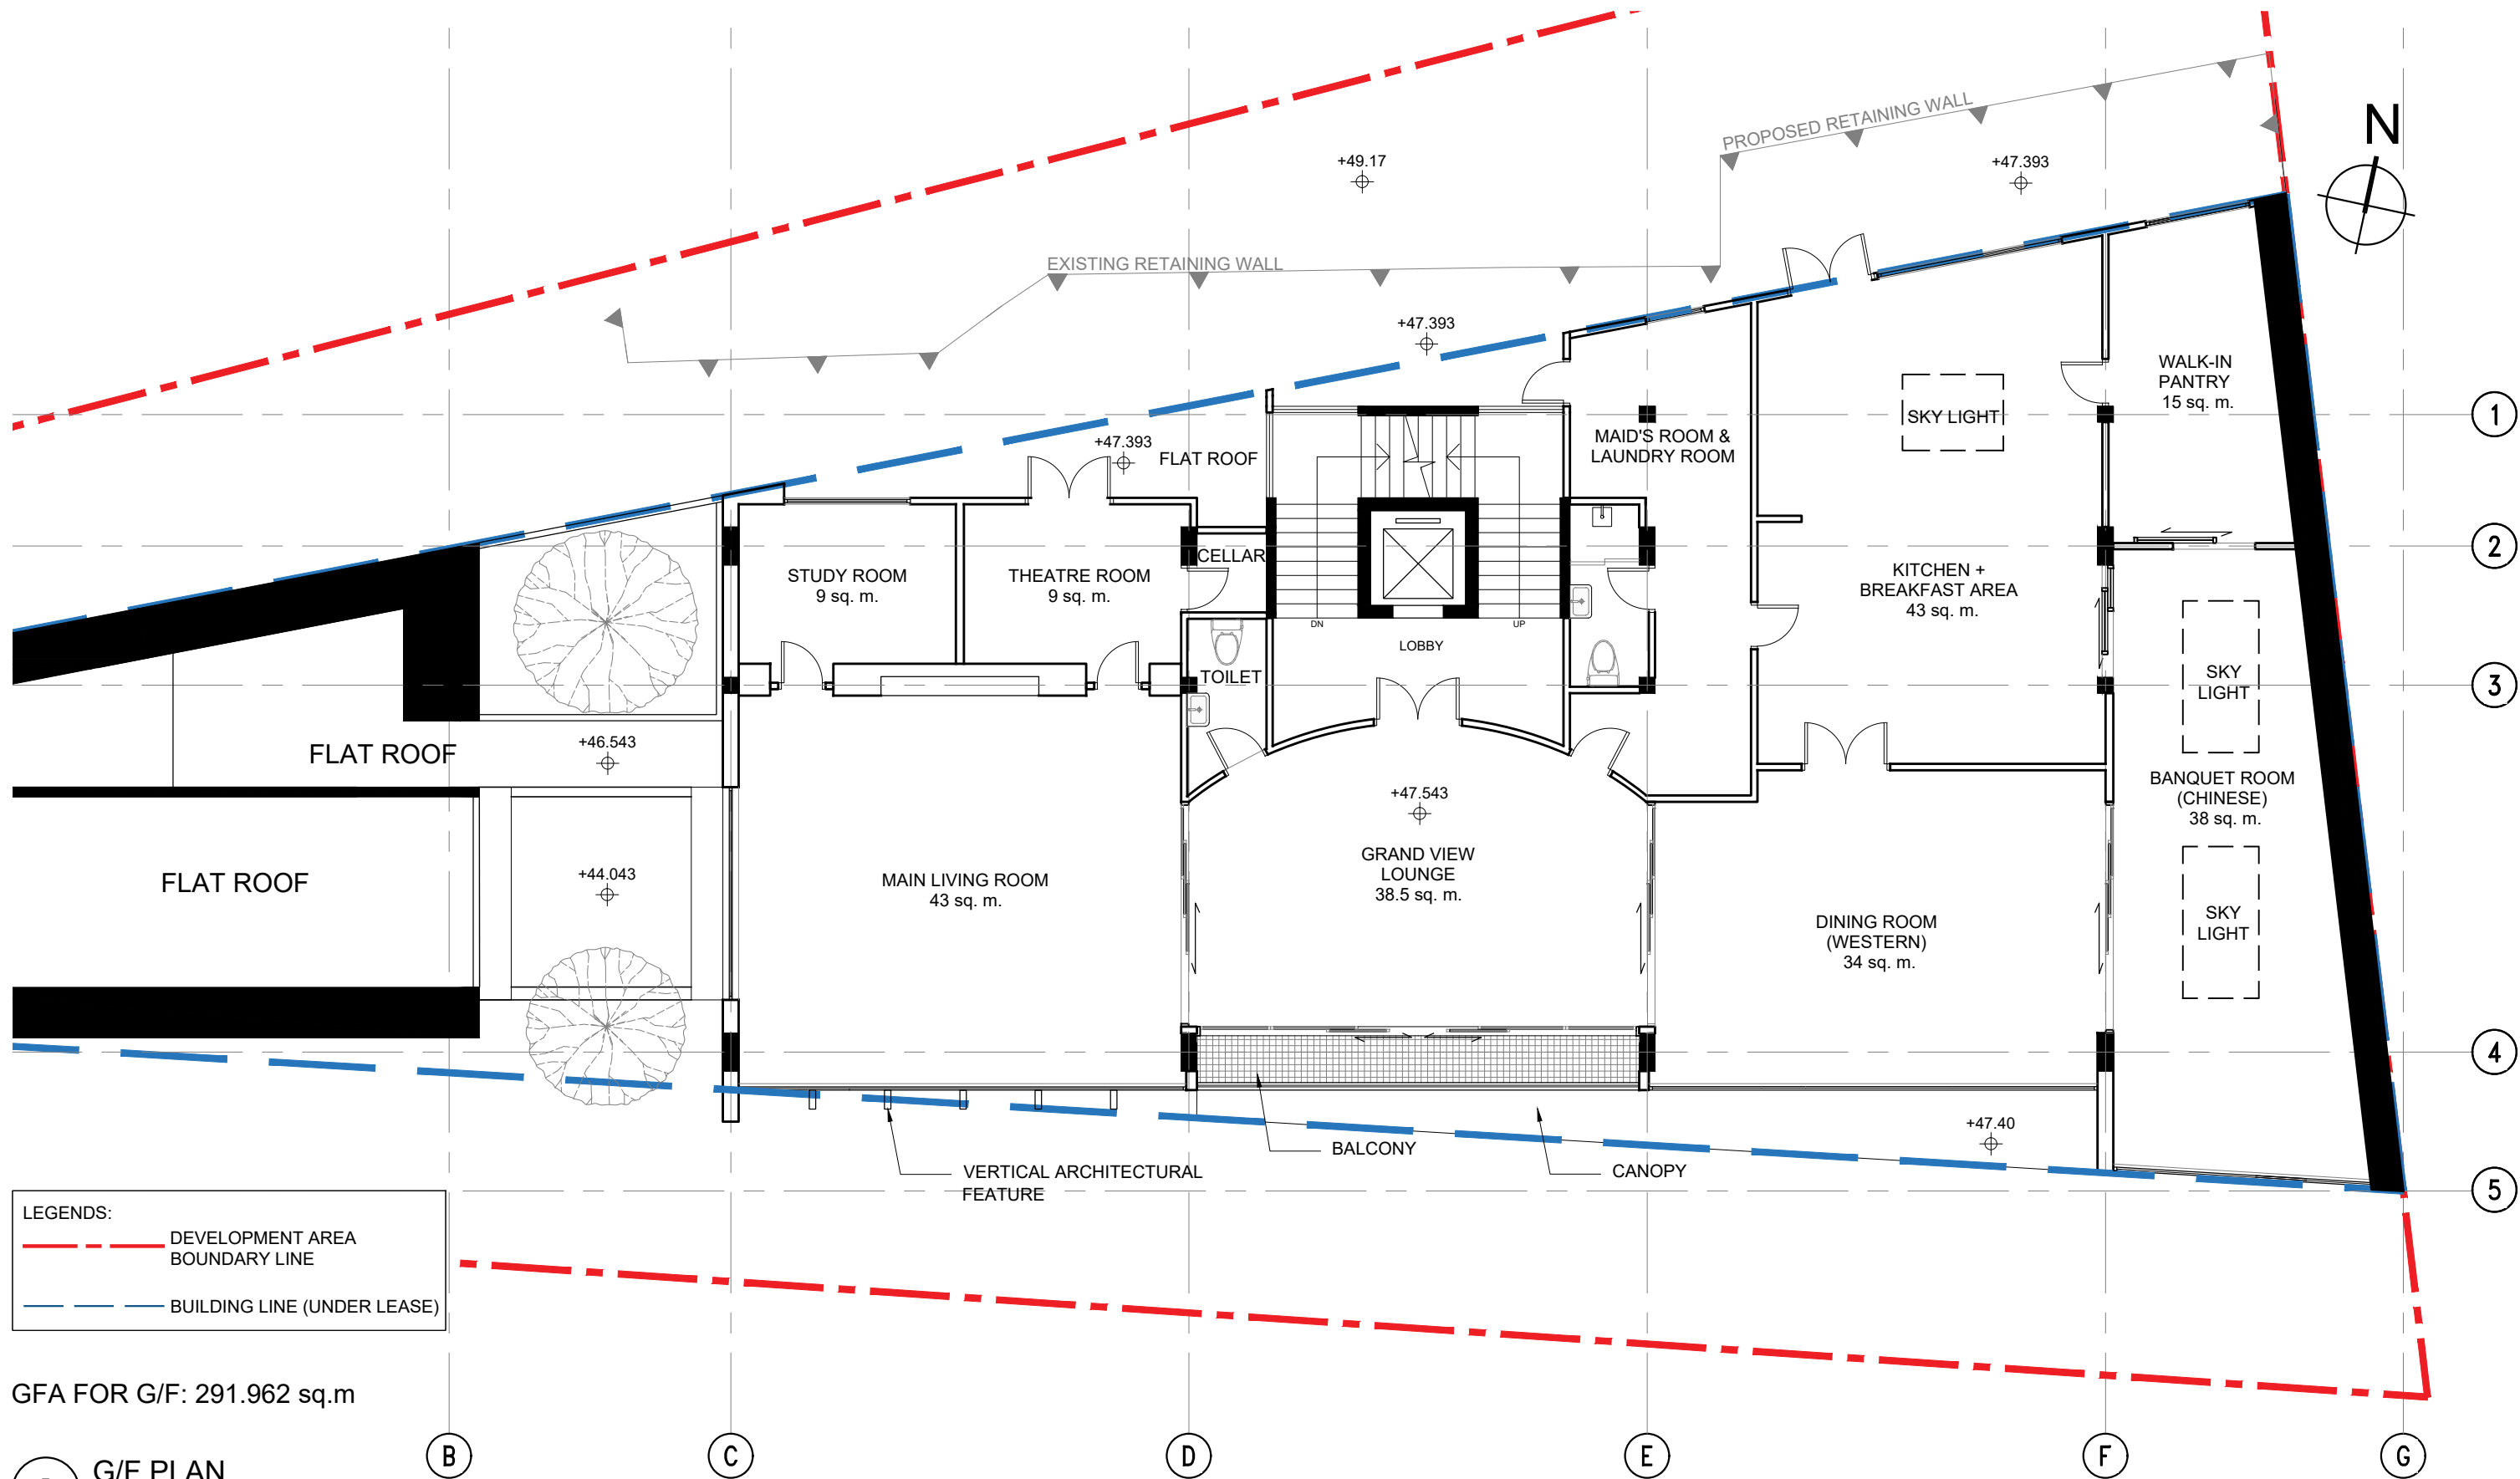 PROPOSED RETAINING WALL
N
+49.17
+47.393
EXISTING RETAINING WALL
+47.393
+47.393
FLAT ROOF
MAID'S ROOM &
LAUNDRY ROOM
SKY LIGHT
WALK-IN
PANTRY
15 sq. m.
1
2
3
4
5
STUDY ROOM
9 sq. m.
THEATRE ROOM
9 sq. m.
CELLAR
TOILET
DN
UP
LOBBY
KITCHEN +
BREAKFAST AREA
43 sq. m.
SKY
LIGHT
FLAT ROOF
+46.543
+47.543
BANQUET ROOM
(CHINESE)
38 sq. m.
FLAT ROOF
+44.043
MAIN LIVING ROOM
43 sq. m.
GRAND VIEW
LOUNGE
38.5 sq. m.
DINING ROOM
(WESTERN)
34 sq. m.
SKY
LIGHT
+47.40
BALCONY
CANOPY
VERTICAL ARCHITECTURAL
FEATURE
LEGENDS:
DEVELOPMENT AREA
BOUNDARY LINE
BUILDING LINE (UNDER LEASE)
GFA FOR G/F: 291.962 sq.m
B
C
D
E
F
G
G/F PLAN